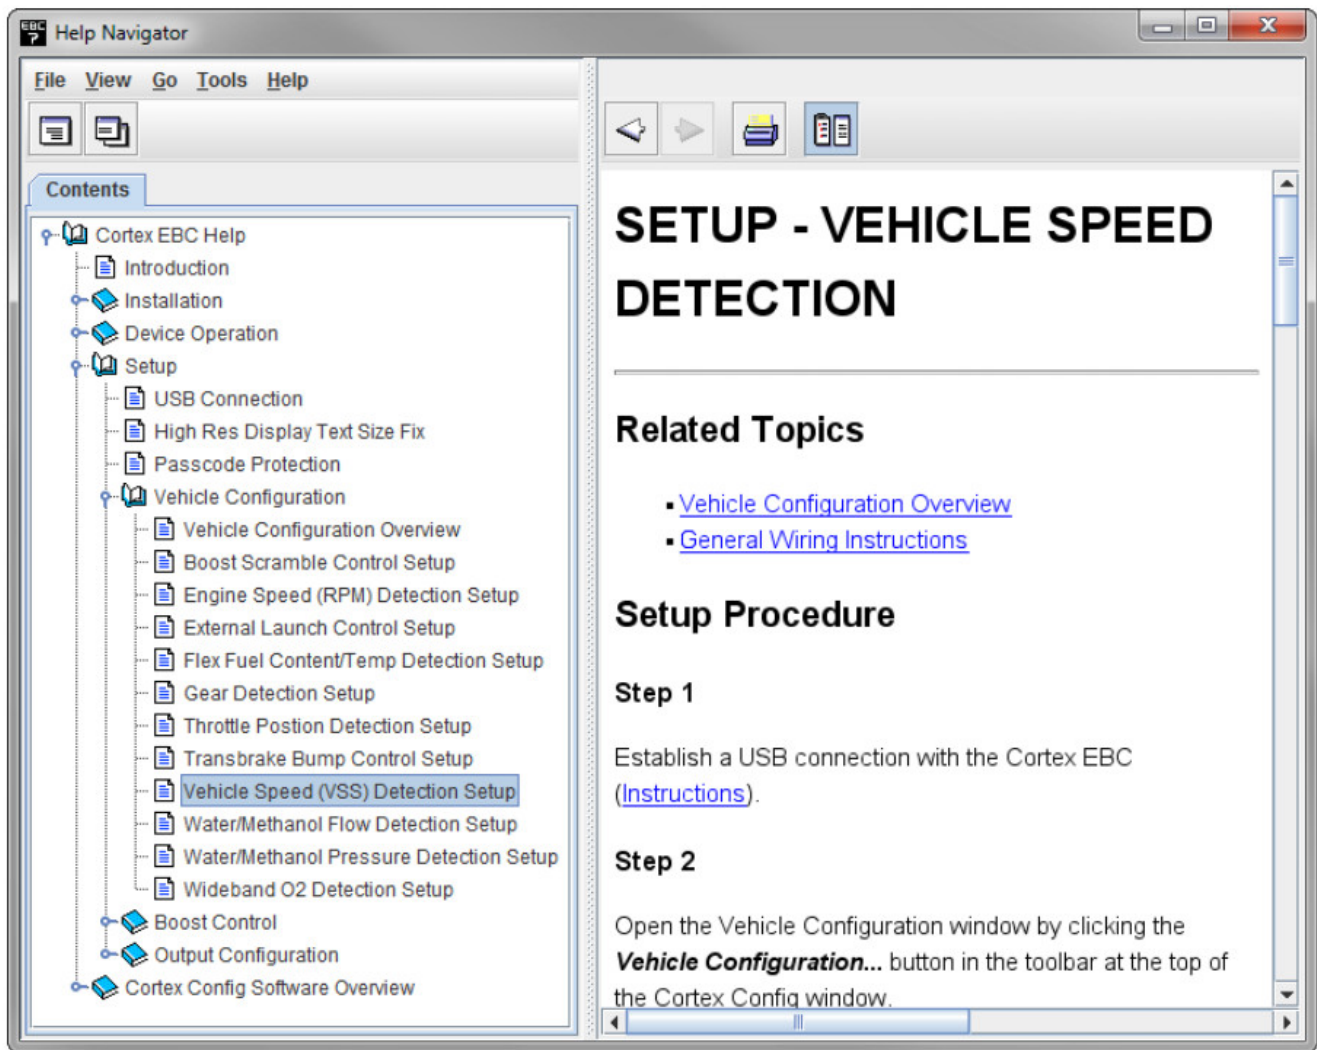 EBC
?
Help Navigator
File View Go Tools Help
Contents
Cortex EBC Help
Introduction
Installation
Device Operation
Setup
USB Connection
High Res Display Text Size Fix
Passcode Protection
Vehicle Configuration
Vehicle Configuration Overview
Boost Scramble Control Setup
Engine Speed (RPM) Detection Setup
External Launch Control Setup
Flex Fuel Content/Temp Detection Setup
Gear Detection Setup
Throttle Postion Detection Setup
Transbrake Bump Control Setup
Vehicle Speed (VSS) Detection Setup
Water/Methanol Flow Detection Setup
Water/Methanol Pressure Detection Setup
Wideband O2 Detection Setup
Boost Control
Output Configuration
Cortex Config Software Overview
SETUP - VEHICLE SPEED
DETECTION
Related Topics
Vehicle Configuration Overview
General Wiring Instructions
Setup Procedure
Step 1
Establish a USB connection with the Cortex EBC
(Instructions).
Step 2
Open the Vehicle Configuration window by clicking the
Vehicle Configuration... button in the toolbar at the top of
the Cortex Config window.